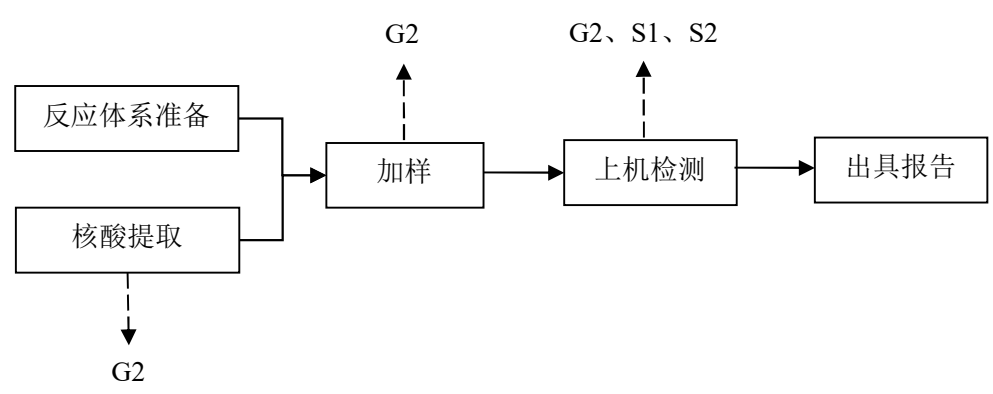 G2
G2、S1、S2
反应体系准备
加样
上机检测
出具报告
核酸提取
G2